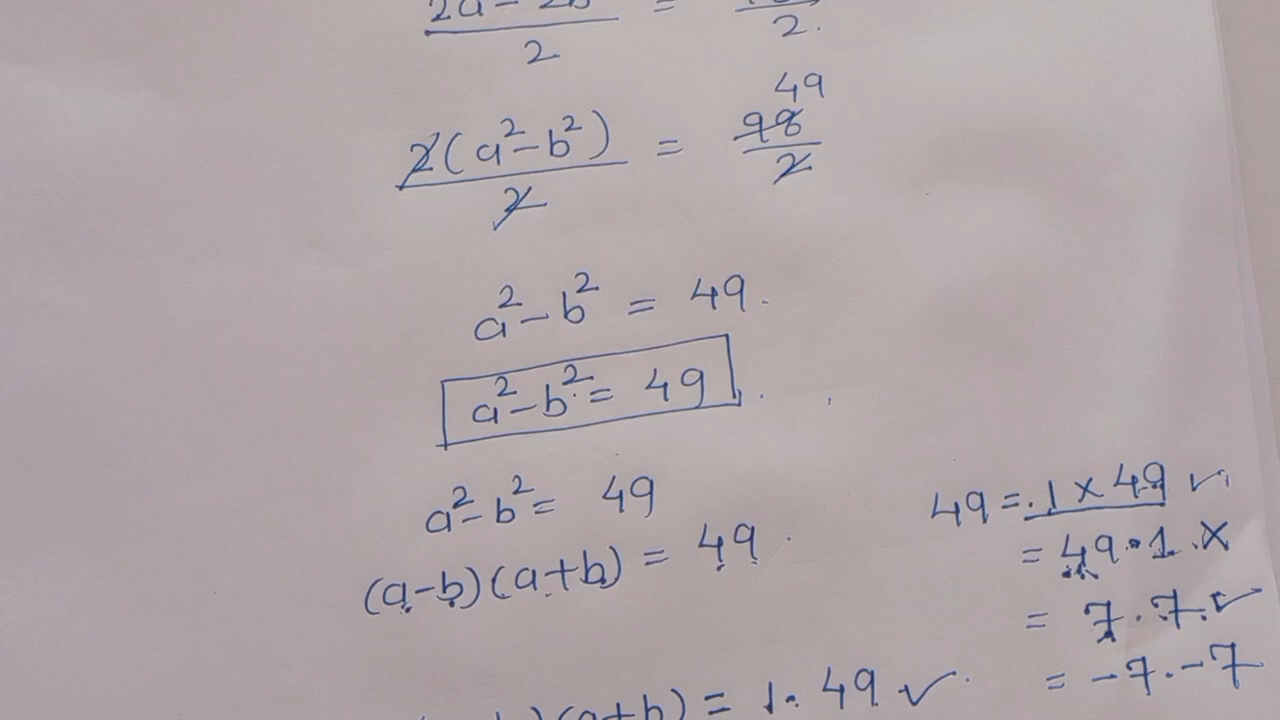 2 = 2.
2(a²-b²)/2 = 98/2 49
a²-b² = 49.
a²-b² = 49.
a²-b² = 49
(a-b)(a+b) = 49.
(a+b) = 1. 49 ✓.
49 = .1 x 49 ✓
= 49.1.x
= 7.7.✓
= -7.-7